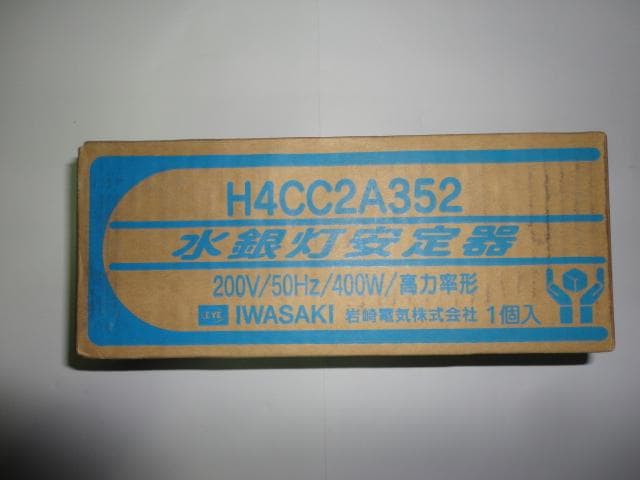 H4CC2A352
水銀灯安定器
200V/50Hz/400W/高力率形
EYE IWASAKI 岩崎電気株式会社 1個入